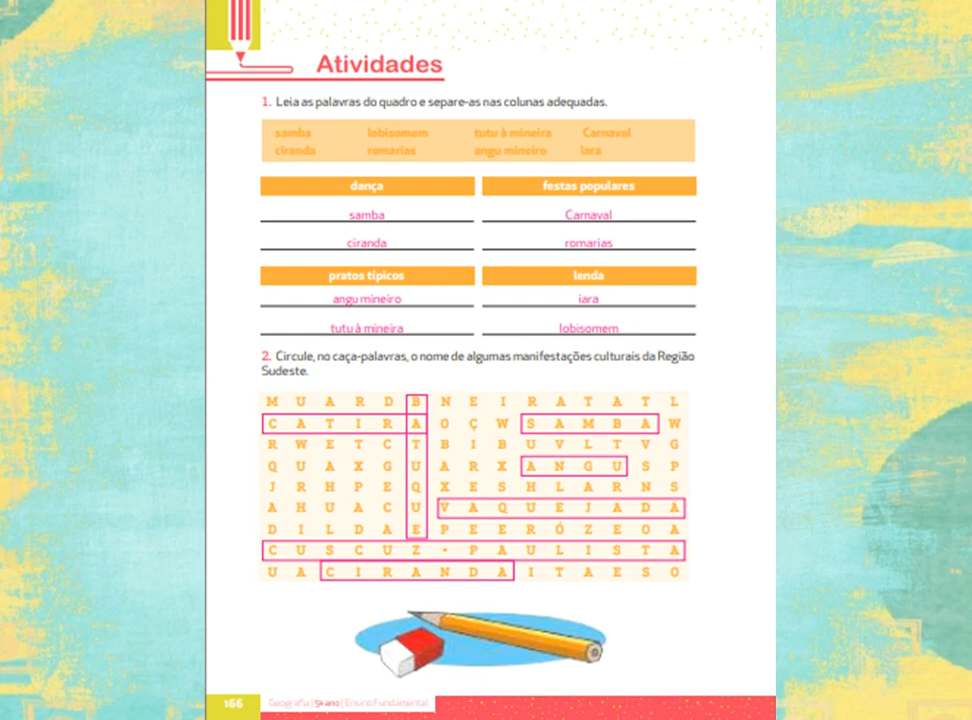 Atividades
1. Leia as palavras do quadro e separe-as nas colunas adequadas.
samba lobisomem tutu à mineira Carnaval
ciranda romarias angu mineiro iara
dança festas populares
samba Carnaval
ciranda romarias
pratos típicos lenda
angu mineiro iara
tutu à mineira lobisomem
2. Circule, no caça-palavras, o nome de algumas manifestações culturais da Região
Sudeste.
M U A R D B N E I R A T A T L
C A T I R A O Ç W S A M B A W
R W E T C T B I B U V L T V G
Q U A X G U A R X A N G U S P
J R H P E Q X E S H L A R N S
A H U A C U V A Q U E J A D A
D I L D A E P E E R Ó Z E O A
C U S C U Z - P A U L I S T A
U A C I R A N D A I T A E S O
166 Geografia | 5º ano | Ensino Fundamental